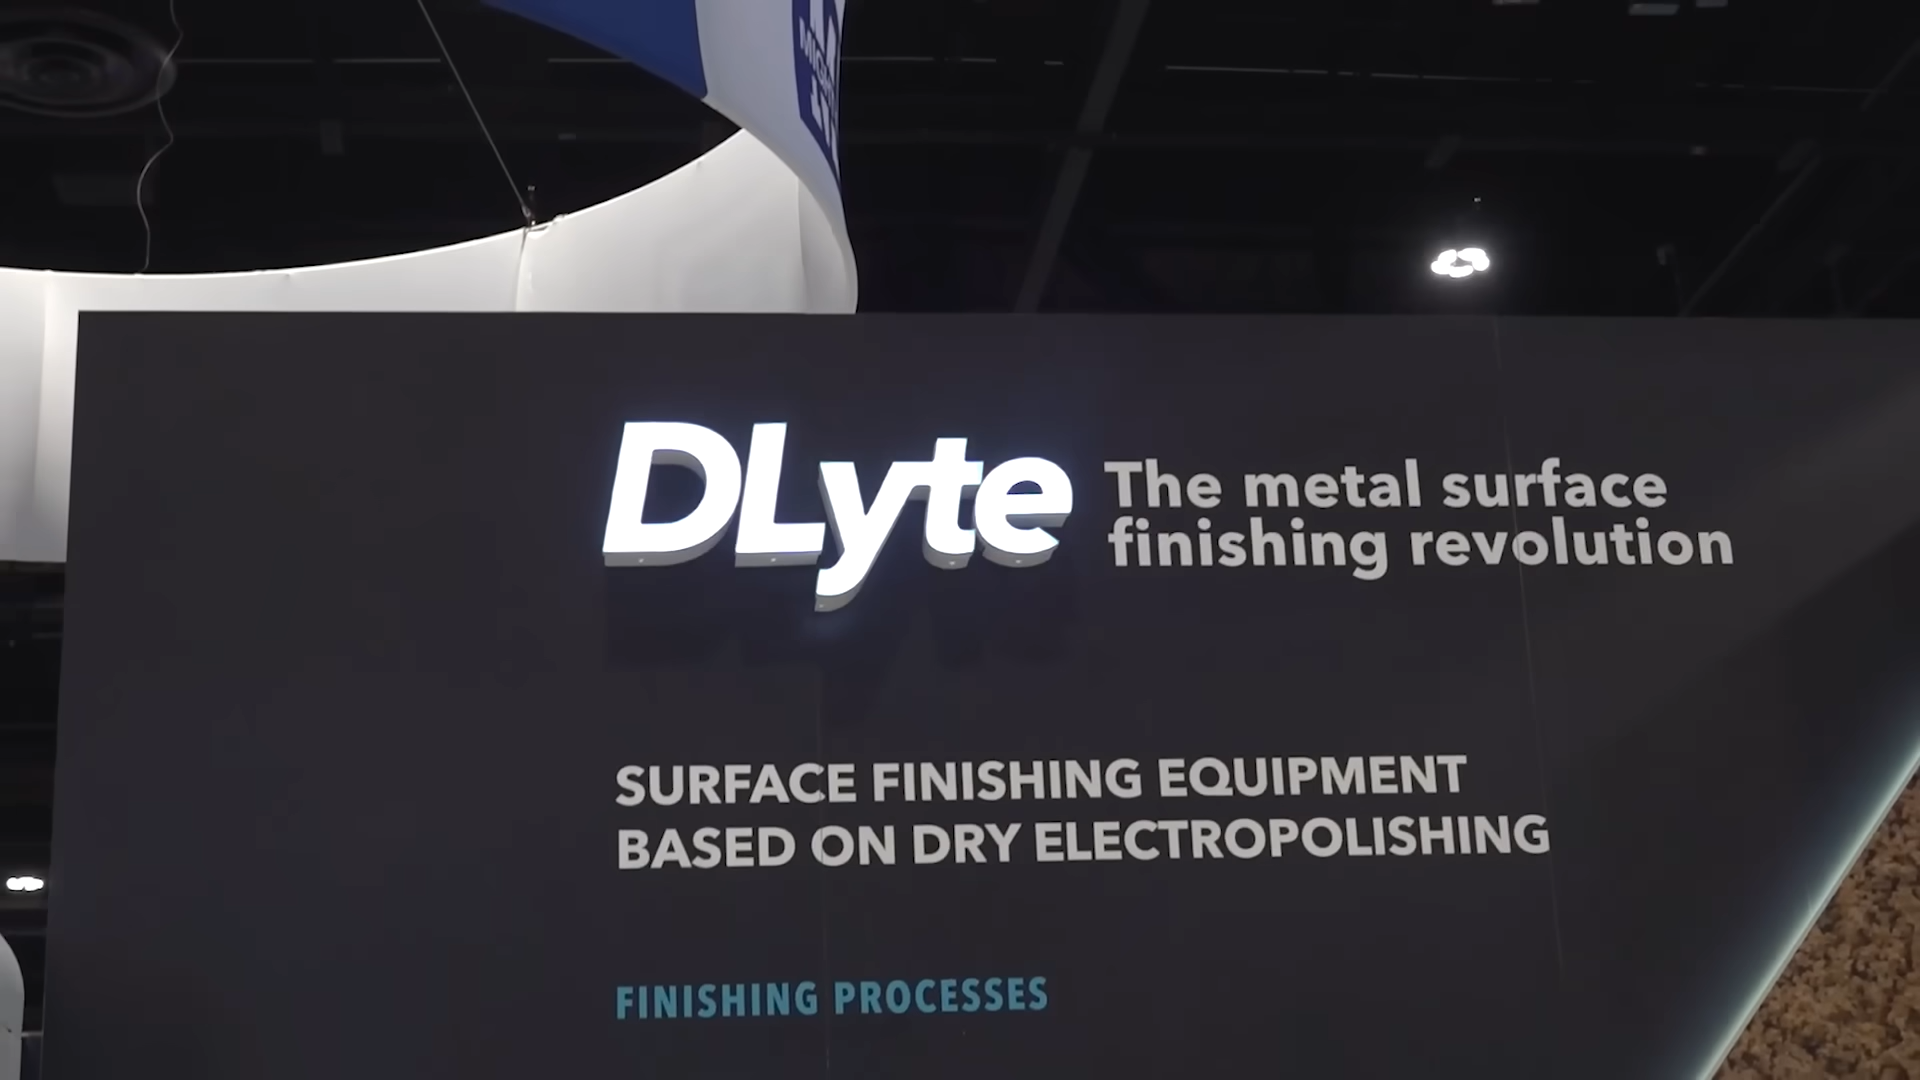 DLyte
The metal surface
finishing revolution
SURFACE FINISHING EQUIPMENT
BASED ON DRY ELECTROPOLISHING
FINISHING PROCESSES